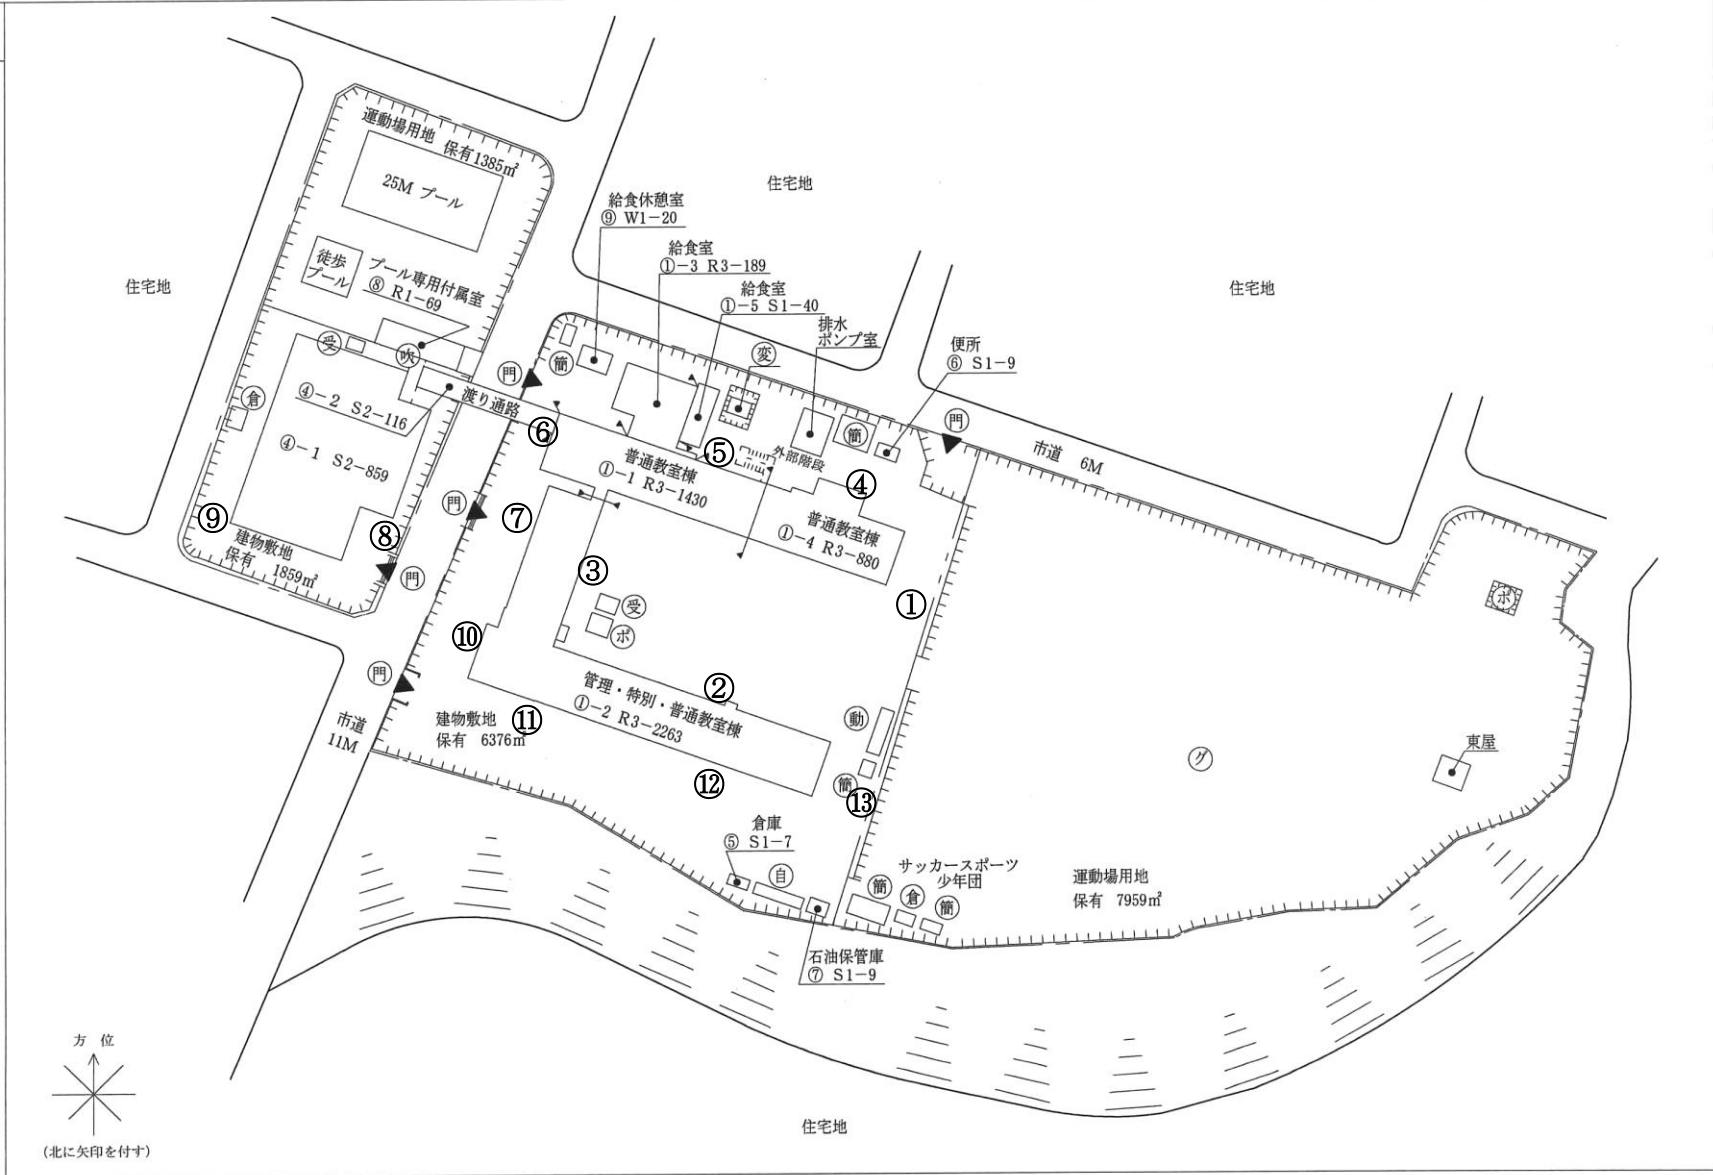 運動場用地 保有1385㎡
25M プール
徒歩
プール
プール専用付属室
⑧ R1-69
住宅地
住宅地
住宅地
給食休憩室
⑨ W1-20
給食室
①-3 R3-189
給食室
①-5 S1-40
排水
ポンプ室
便所
⑥ S1-9
変
簡
門
受
吹
倉
④-2 S2-116
④-1 S2-859
渡り通路
⑥
⑤
外部階段
簡
門
市道 6M
普通教室棟
①-1 R3-1430
④
普通教室棟
①-4 R3-880
門
⑦
⑨
⑧
建物敷地
保有 1859㎡
門
③
①
受
ポ
ポ
⑩
門
②
管理・特別・普通教室棟
①-2 R3-2263
市道
11M
建物敷地
保有 6376㎡
⑪
⑫
動
簡
⑬
グ
東屋
倉庫
⑤ S1-7
自
サッカースポーツ
少年団
簡
倉
簡
運動場用地
保有 7959㎡
石油保管庫
⑦ S1-9
方 位
(北に矢印を付す)
住宅地